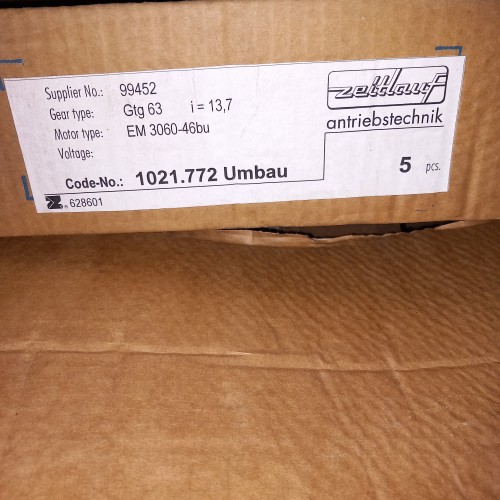 Supplier No.: 99452
Gear type: Gtg 63 i = 13,7
Motor type: EM 3060-46bu
Voltage:
Code-No.: 1021.772 Umbau
628601
zeitlauf
antriebstechnik
5 pcs.